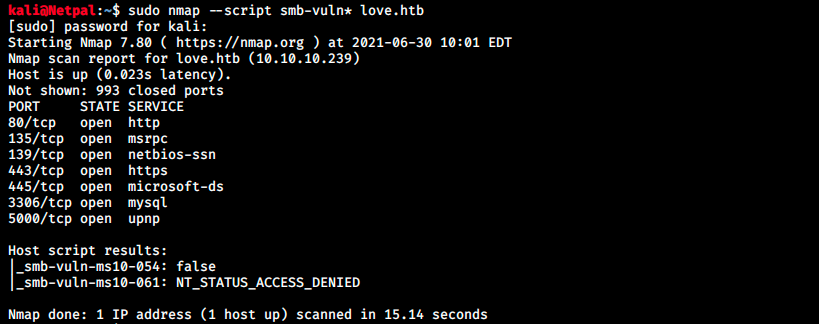 kali@Netpal:~$ sudo nmap --script smb-vuln* love.htb
[sudo] password for kali:
Starting Nmap 7.80 ( https://nmap.org ) at 2021-06-30 10:01 EDT
Nmap scan report for love.htb (10.10.10.239)
Host is up (0.023s latency).
Not shown: 993 closed ports
PORT     STATE SERVICE
80/tcp   open  http
135/tcp  open  msrpc
139/tcp  open  netbios-ssn
443/tcp  open  https
445/tcp  open  microsoft-ds
3306/tcp open  mysql
5000/tcp open  upnp
Host script results:
|_smb-vuln-ms10-054: false
|_smb-vuln-ms10-061: NT_STATUS_ACCESS_DENIED
Nmap done: 1 IP address (1 host up) scanned in 15.14 seconds